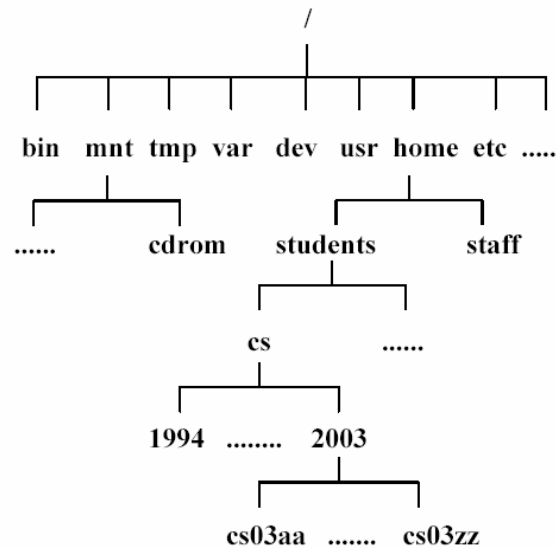 /
bin mnt tmp var dev usr home etc .....
...... cdrom students staff
cs ......
1994 ........ 2003
cs03aa ....... cs03zz